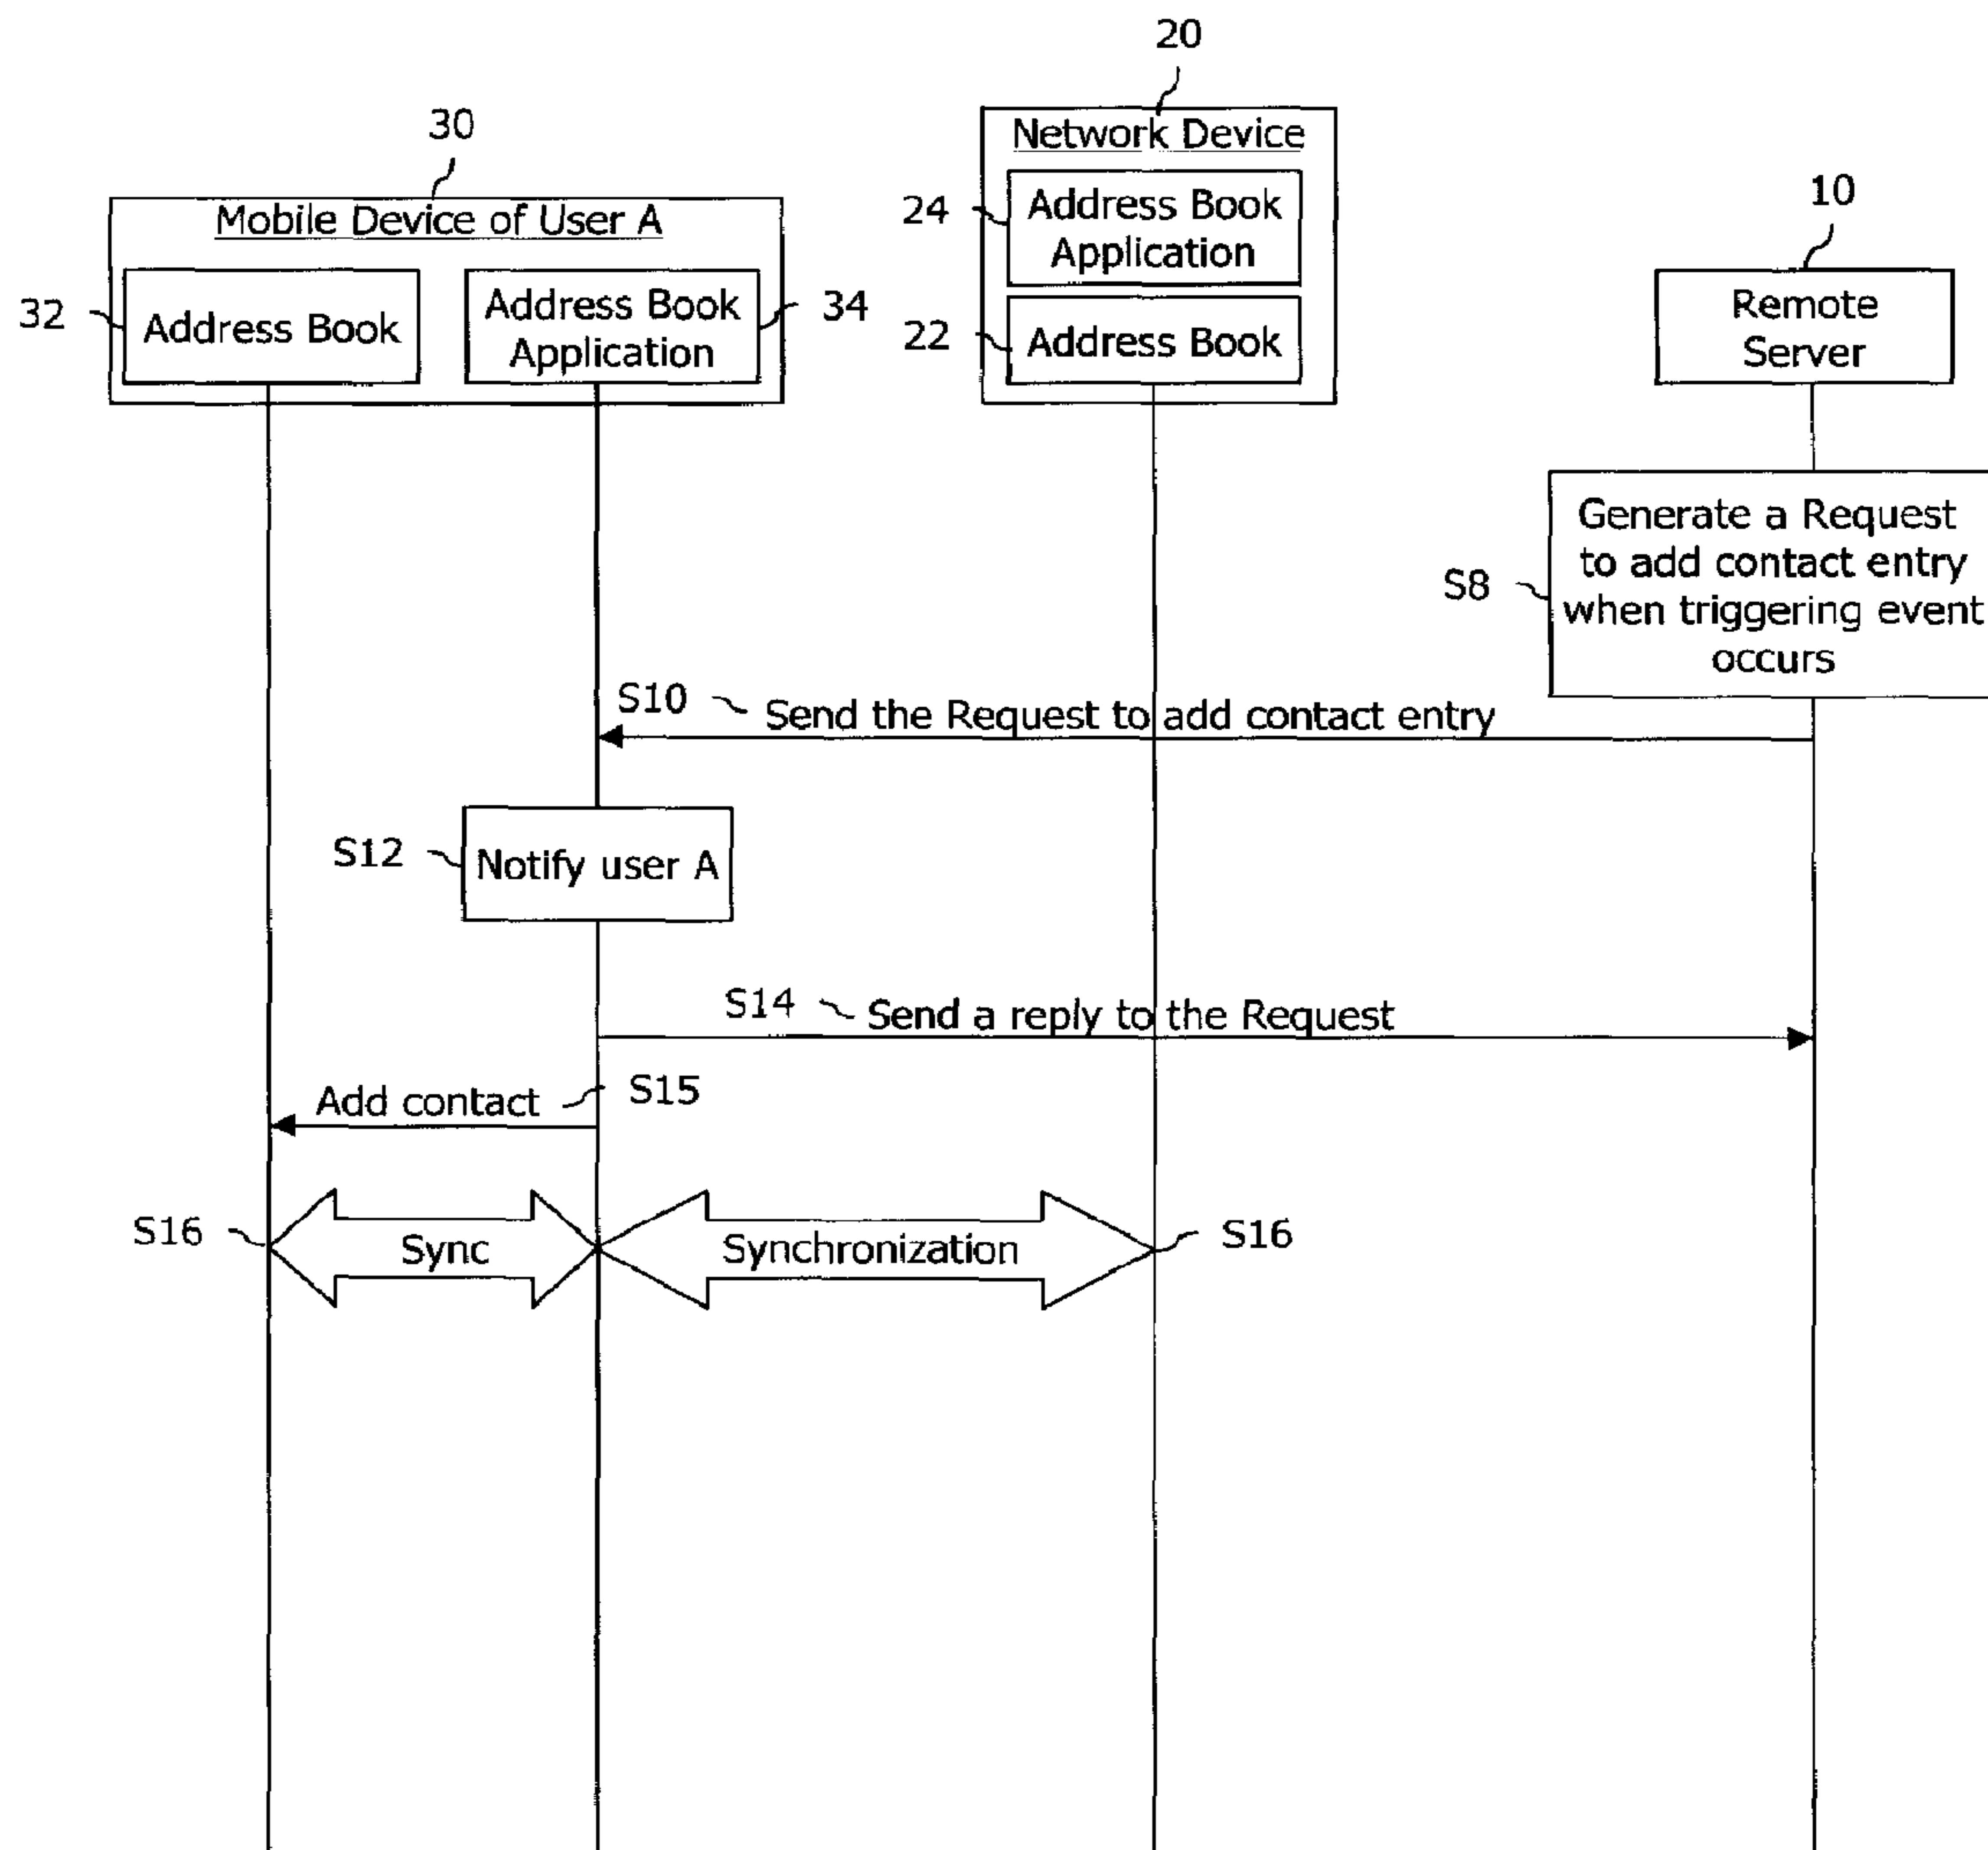 20
Network Device
30
24
Address Book
Application
10
Mobile Device of User A
32
Address Book
Address Book
Application
34
22
Address Book
Remote
Server
Generate a Request
to add contact entry
when triggering event
occurs
S8
S10
Send the Request to add contact entry
S12
Notify user A
S14
Send a reply to the Request
Add contact
S15
S16
Sync
Synchronization
S16